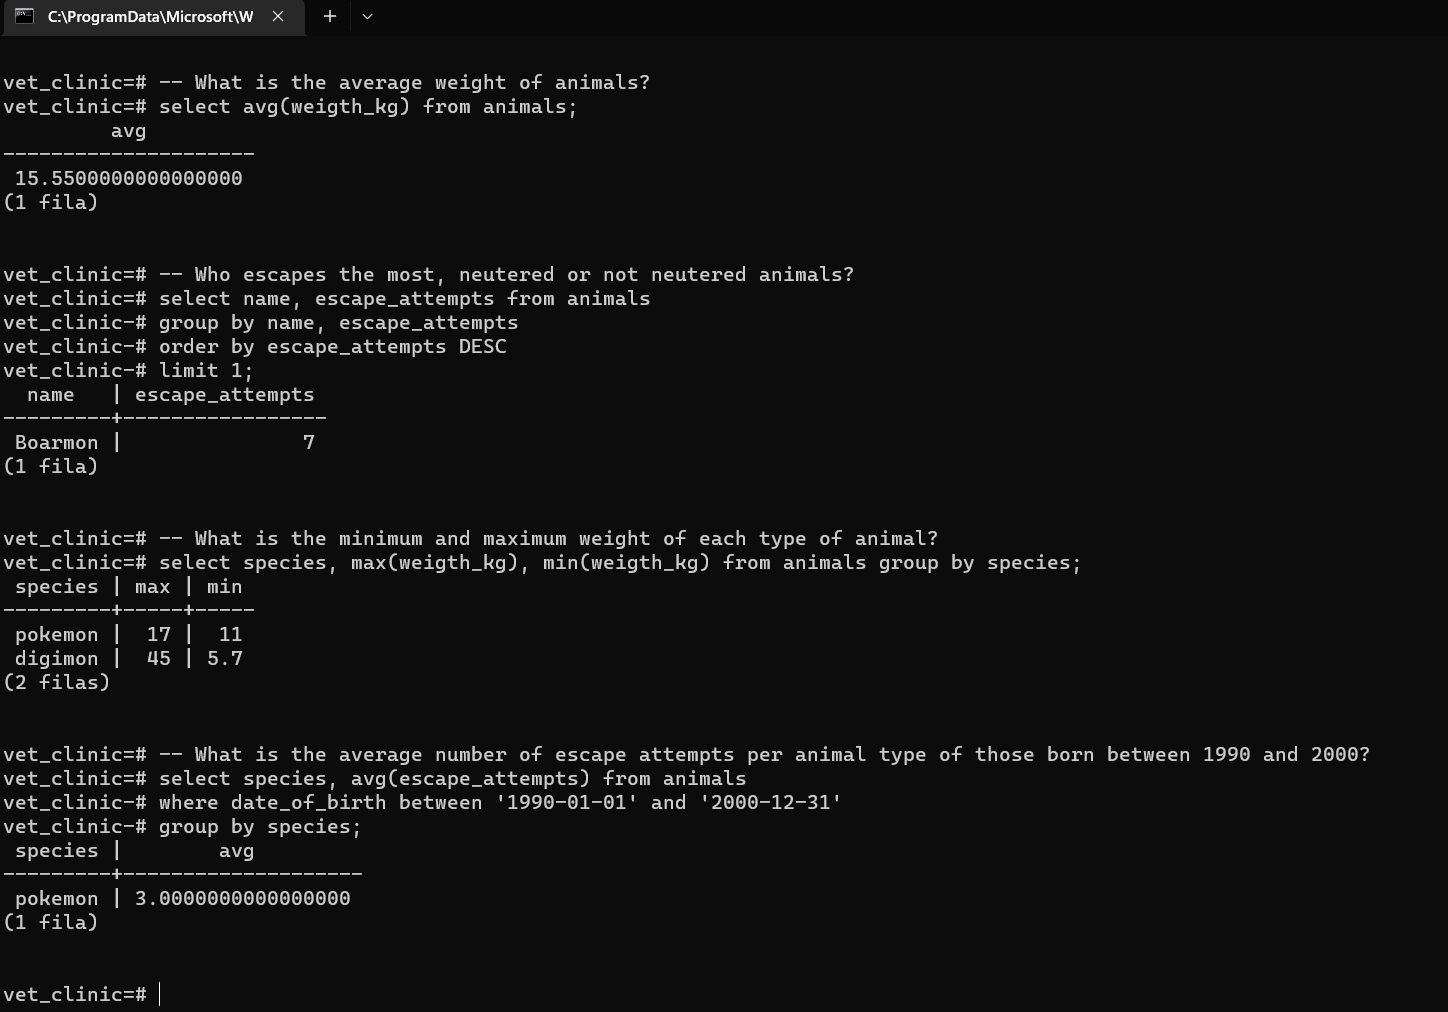 C:\ProgramData\Microsoft\W
vet_clinic=# -- What is the average weight of animals?
vet_clinic=# select avg(weigth_kg) from animals;
         avg
---------------------
 15.5500000000000000
(1 fila)
vet_clinic=# -- Who escapes the most, neutered or not neutered animals?
vet_clinic=# select name, escape_attempts from animals
vet_clinic-# group by name, escape_attempts
vet_clinic-# order by escape_attempts DESC
vet_clinic-# limit 1;
  name   | escape_attempts
---------+-----------------
 Boarmon |               7
(1 fila)
vet_clinic=# -- What is the minimum and maximum weight of each type of animal?
vet_clinic=# select species, max(weigth_kg), min(weigth_kg) from animals group by species;
 species | max | min
---------+-----+-----
 pokemon |  17 |  11
 digimon |  45 | 5.7
(2 filas)
vet_clinic=# -- What is the average number of escape attempts per animal type of those born between 1990 and 2000?
vet_clinic=# select species, avg(escape_attempts) from animals
vet_clinic-# where date_of_birth between '1990-01-01' and '2000-12-31'
vet_clinic-# group by species;
 species |        avg
---------+--------------------
 pokemon | 3.0000000000000000
(1 fila)
vet_clinic=#